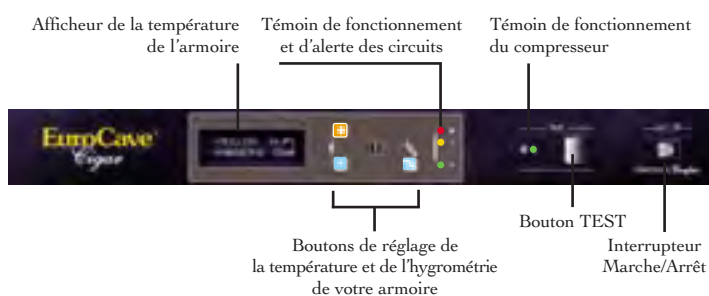 Afficheur de la température
de l'armoire
Témoin de fonctionnement
et d'alerte des circuits
Témoin de fonctionnement
du compresseur
EuroCave
Cigar
Bouton TEST
Interrupteur
Marche/Arrêt
Boutons de réglage de
la température et de l'hygrométrie
de votre armoire